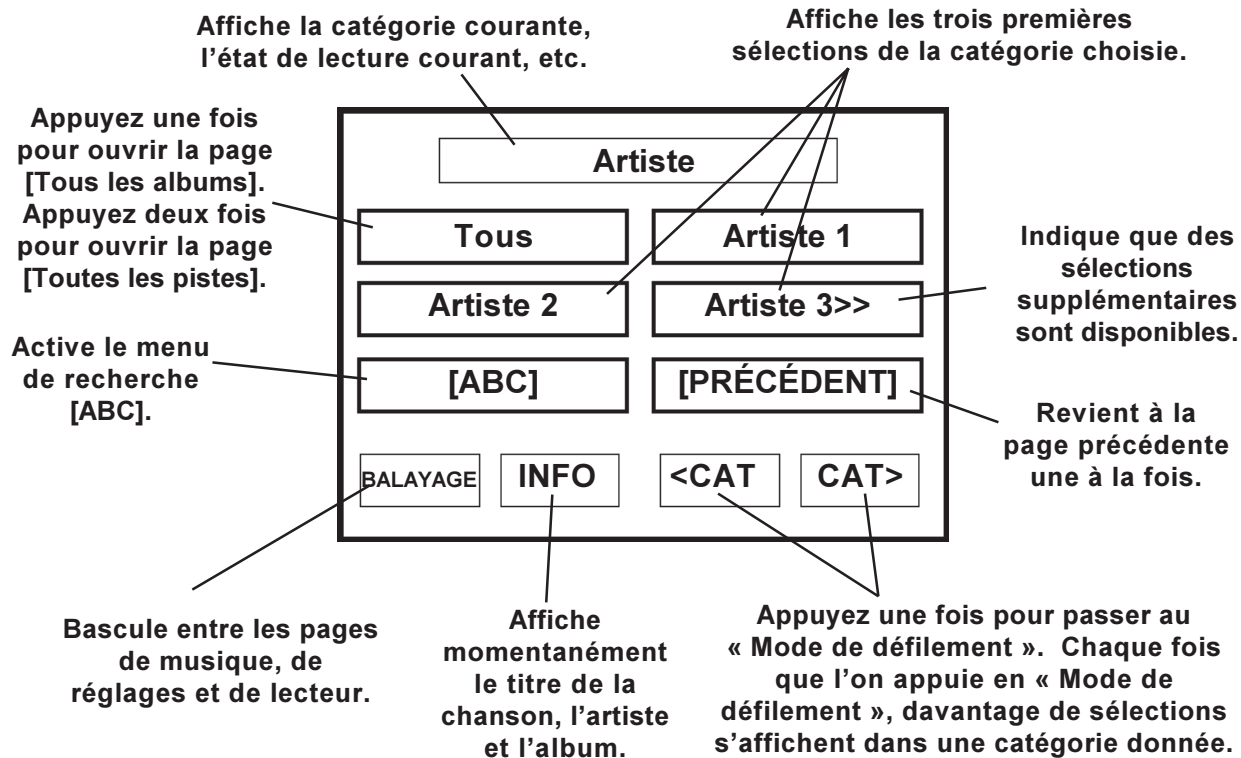 Affiche la catégorie courante,
l’état de lecture courant, etc.
Affiche les trois premières
sélections de la catégorie choisie.
Appuyez une fois
pour ouvrir la page
[Tous les albums].
Appuyez deux fois
pour ouvrir la page
[Toutes les pistes].
Artiste
Tous
Artiste 1
Artiste 2
Artiste 3>>
Indique que des
sélections
supplémentaires
sont disponibles.
Active le menu
de recherche
[ABC].
[ABC]
[PRÉCÉDENT]
Revient à la
page précédente
une à la fois.
BALAYAGE
INFO
<CAT
CAT>
Bascule entre les pages
de musique, de
réglages et de lecteur.
Affiche
momentanément
le titre de la
chanson, l’artiste
et l’album.
Appuyez une fois pour passer au
« Mode de défilement ». Chaque fois
que l’on appuie en « Mode de
défilement », davantage de sélections
s’affichent dans une catégorie donnée.